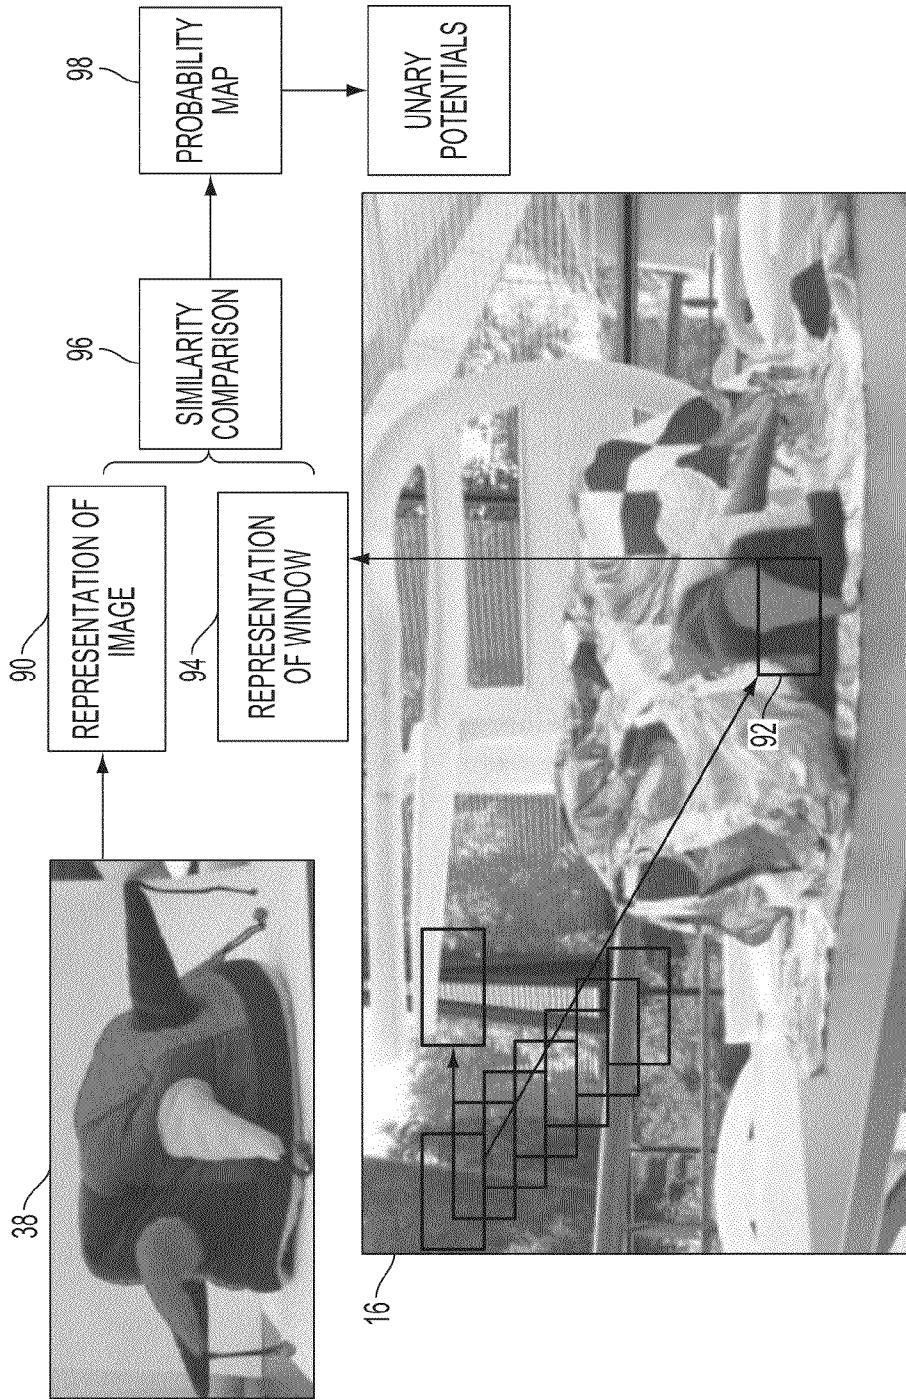 38
90
REPRESENTATION OF
IMAGE
94
REPRESENTATION
OF WINDOW
96
SIMILARITY
COMPARISON
98
PROBABILITY
MAP
UNARY
POTENTIALS
16
92